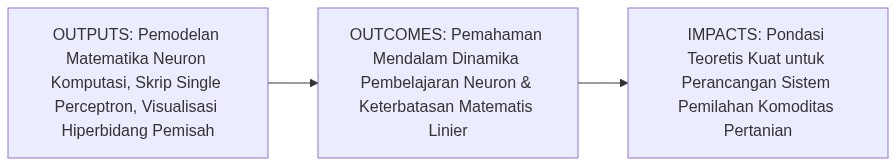 OUTPUTS: Pemodelan
Matematika Neuron
Komputasi, Skrip Single
Perceptron, Visualisasi
Hiperbidang Pemisah
OUTCOMES: Pemahaman
Mendalam Dinamika
Pembelajaran Neuron &
Keterbatasan Matematis
Linier
IMPACTS: Pondasi
Teoretis Kuat untuk
Perancangan Sistem
Pemilahan Komoditas
Pertanian